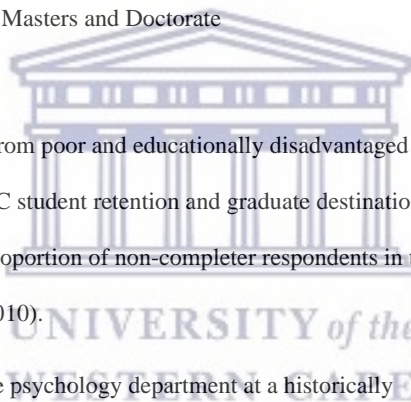 Masters and Doctorate
rom poor and educationally disadvantaged
C student retention and graduate destinatio
oportion of non-completer respondents in t
010).
UNIVERSITY of the
e psychology department at a historically
WESTERN CAPE